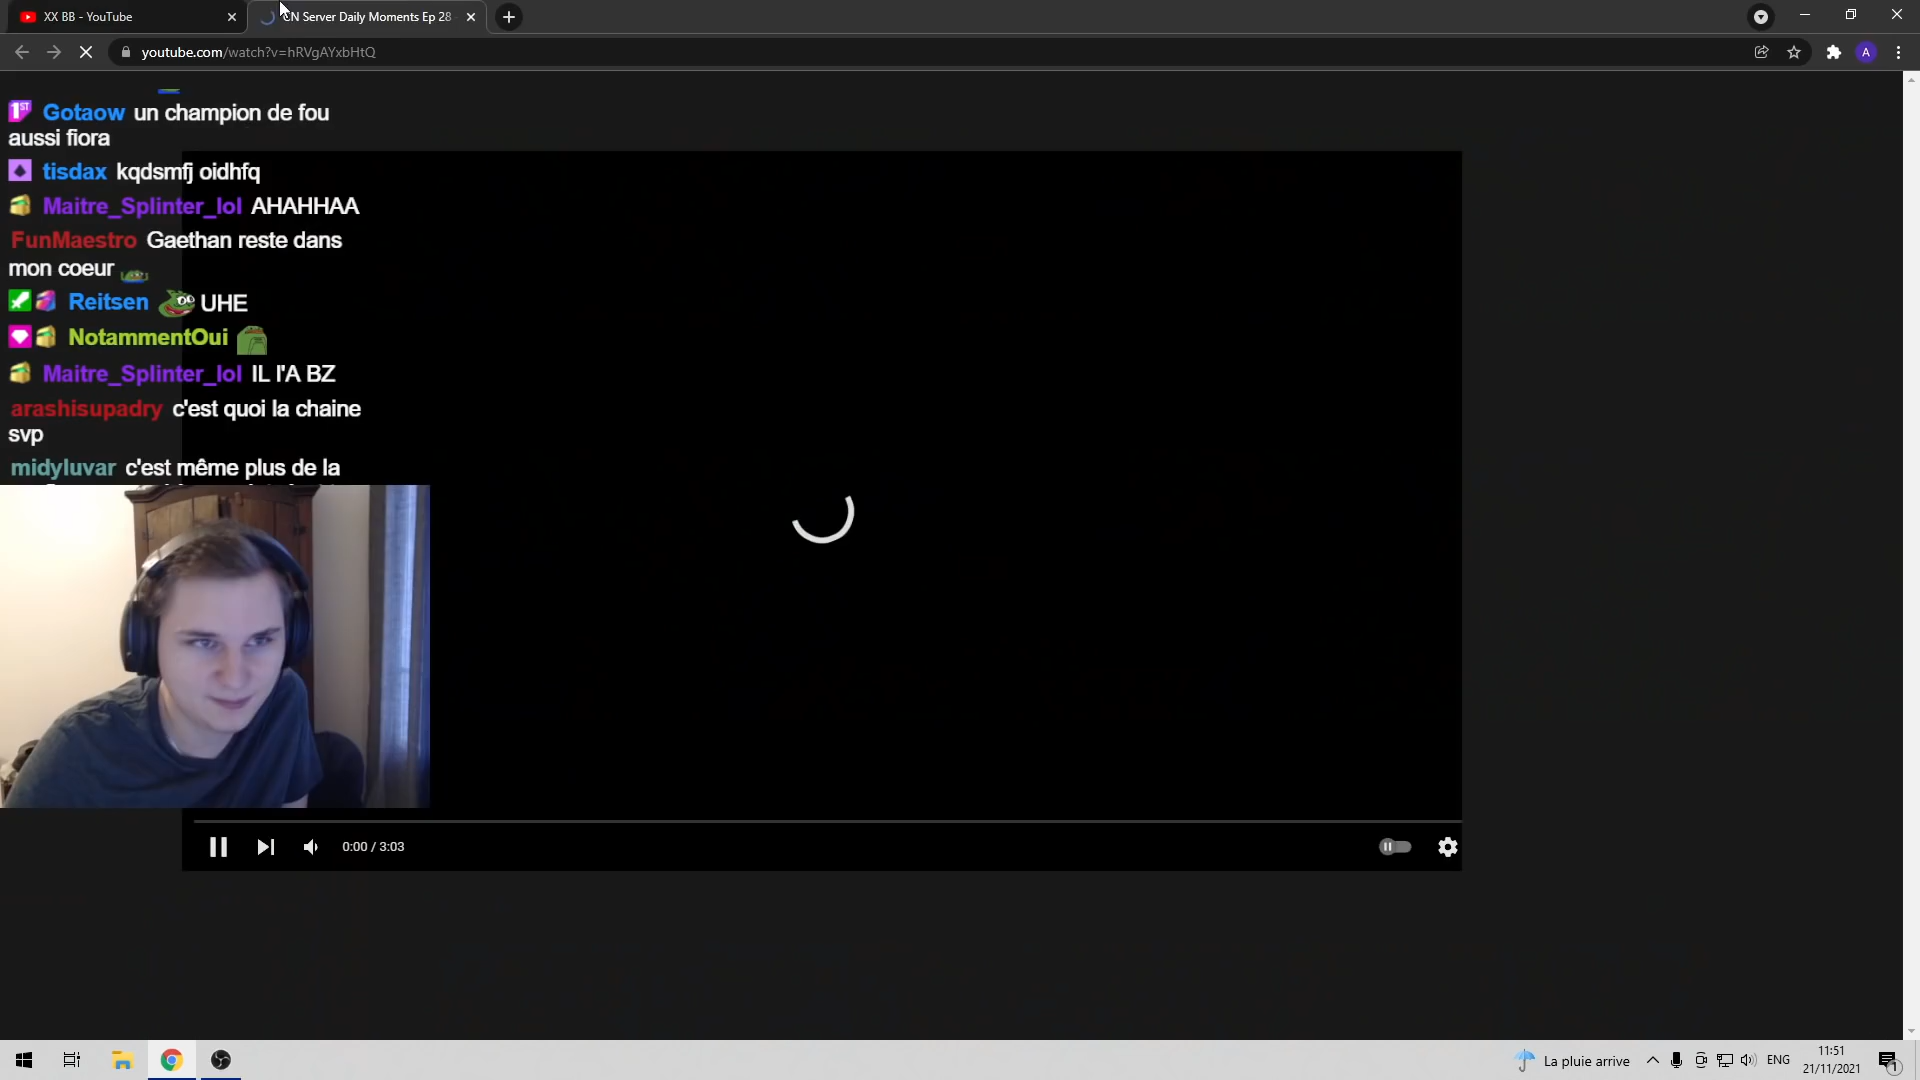 XX BB - YouTube
CN Server Daily Moments Ep 28
youtube.com/watch?v=hRVgAYxbHtQ
1ST Gotaow un champion de fou
aussi fiora
tisdax kqdsmfj oidhfq
Maitre_Splinter_lol AHAHHAA
FunMaestro Gaethan reste dans
mon coeur
Reitsen UHE
NotammentOui
Maitre_Splinter_lol IL l'A BZ
arashisupadry c'est quoi la chaine
svp
midyluvar c'est même plus de la
0:00 / 3:03
La pluie arrive
ENG
11:51
21/11/2021
A
1